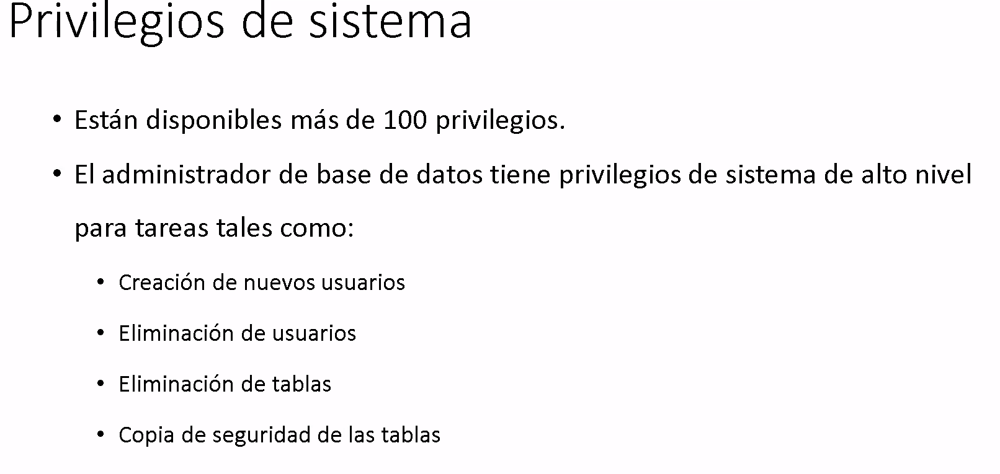 Privilegios de sistema
• Están disponibles más de 100 privilegios.
• El administrador de base de datos tiene privilegios de sistema de alto nivel
para tareas tales como:
• Creación de nuevos usuarios
• Eliminación de usuarios
• Eliminación de tablas
• Copia de seguridad de las tablas